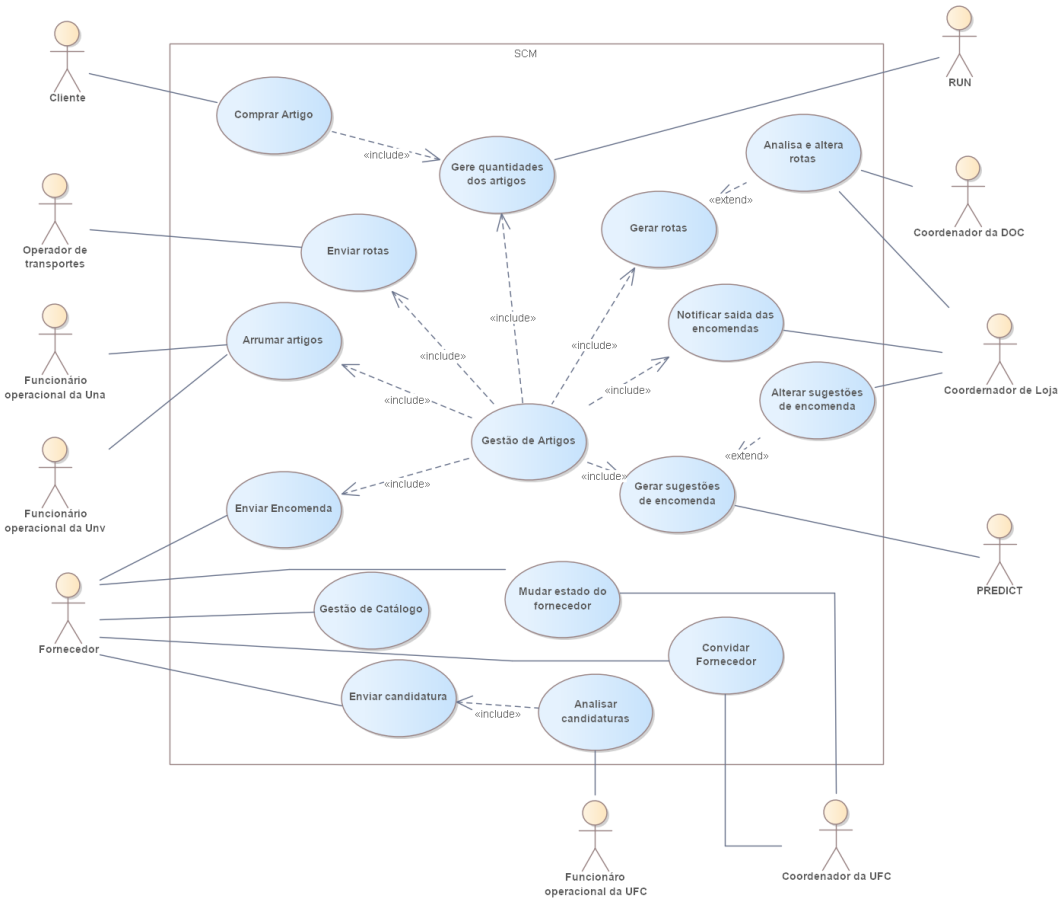 SCM
Cliente
RUN
Comprar Artigo
«include»
Gere quantidades
dos artigos
Analisa e altera
rotas
«extend»
Coordenador da DOC
Operador de
transportes
Enviar rotas
Gerar rotas
«include»
«include»
«include»
Notificar saida das
encomendas
Funcionário
operacional da Una
Arrumar artigos
«include»
«include»
Coordernador de Loja
Alterar sugestões
de encomenda
Gestão de Artigos
«extend»
«include»
«include»
Gerar sugestões
de encomenda
Funcionário
operacional da Unv
Enviar Encomenda
PREDICT
Fornecedor
Gestão de Catálogo
Mudar estado do
fornecedor
Convidar
Fornecedor
Enviar candidatura
«include»
Analisar
candidaturas
Funcionáro
operacional da UFC
Coordenador da UFC